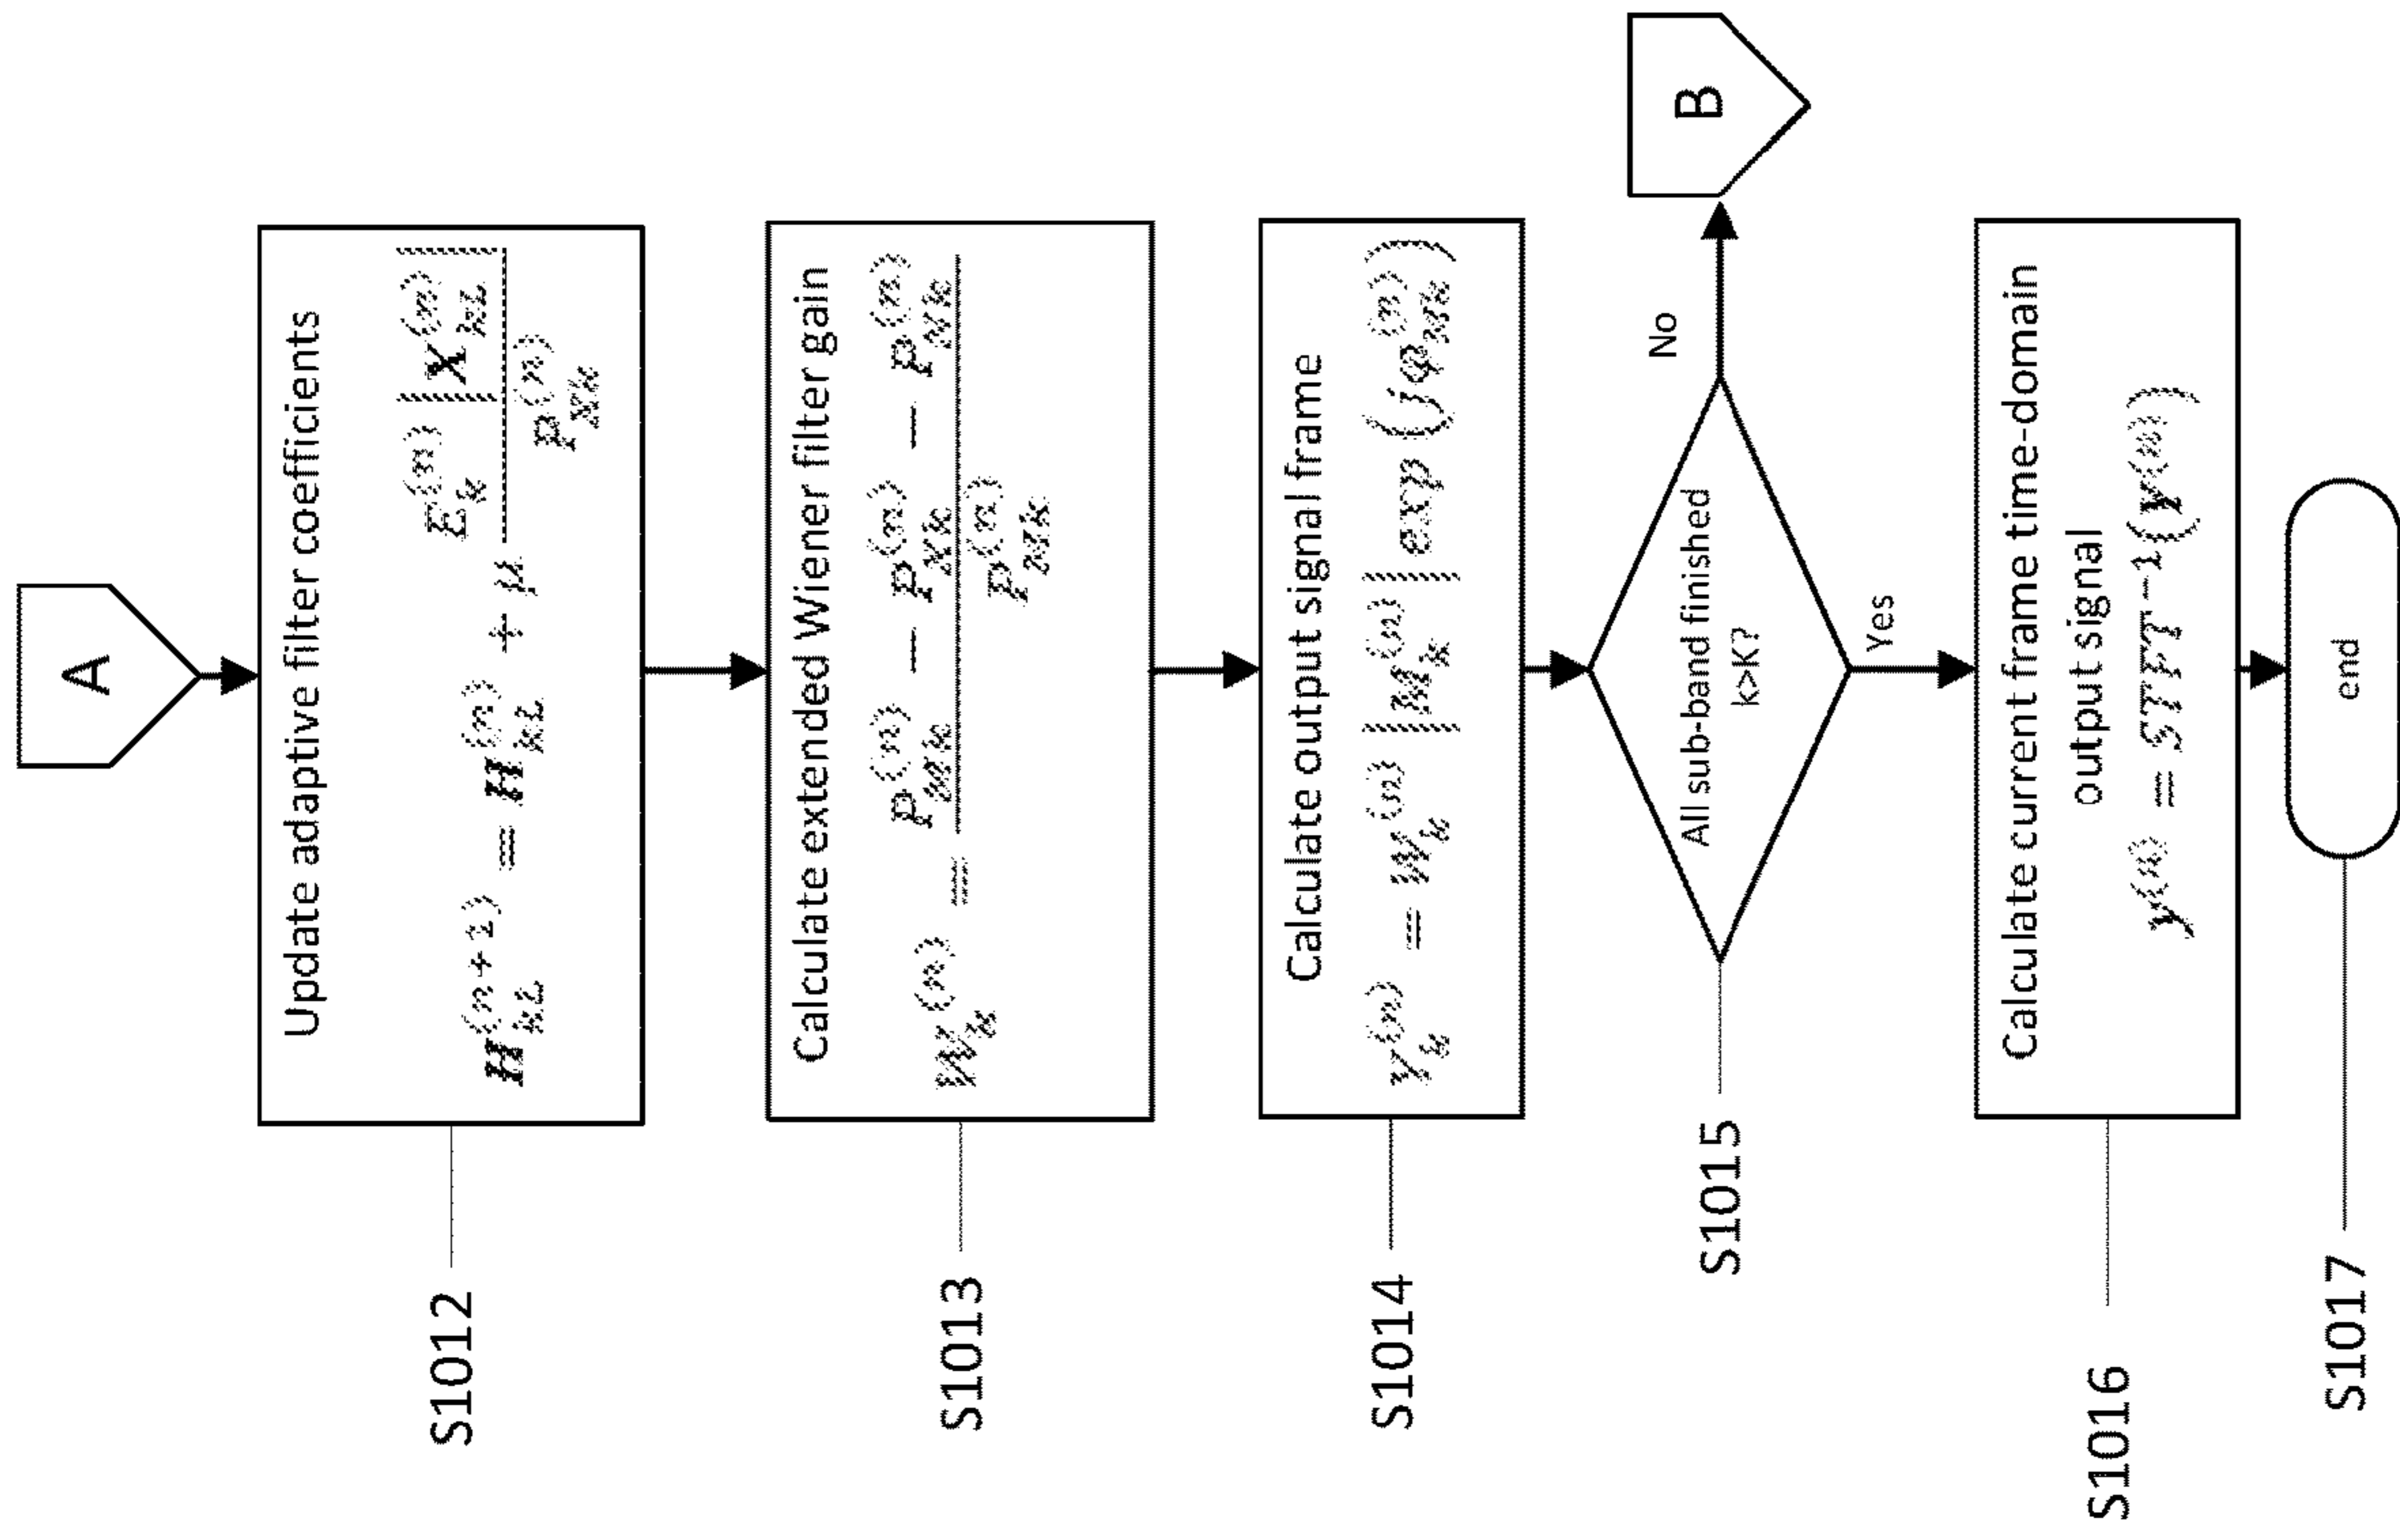 A
Update adaptive filter coefficients
H_{kL}^{(n+1)} = H_{kL}^{(n)} + μ \frac{E_k^{(n)} |X_{kL}^{(n)}|}{P_{Xk}^{(n)}}
S1012
Calculate extended Wiener filter gain
W_k^{(n)} = \frac{P_{Mk}^{(n)} − P_{Xk}^{(n)} − P_{Nk}^{(n)}}{P_{Mk}^{(n)}}
S1013
Calculate output signal frame
Y_k^{(n)} = W_k^{(n)} |M_k^{(n)}| exp (jφ_{Mk}^{(n)})
S1014
All sub-band finished
k>K?
S1015
No
B
Yes
Calculate current frame time-domain
output signal
y^{(n)} = STFT^{-1}(Y^{(n)})
S1016
end
S1017